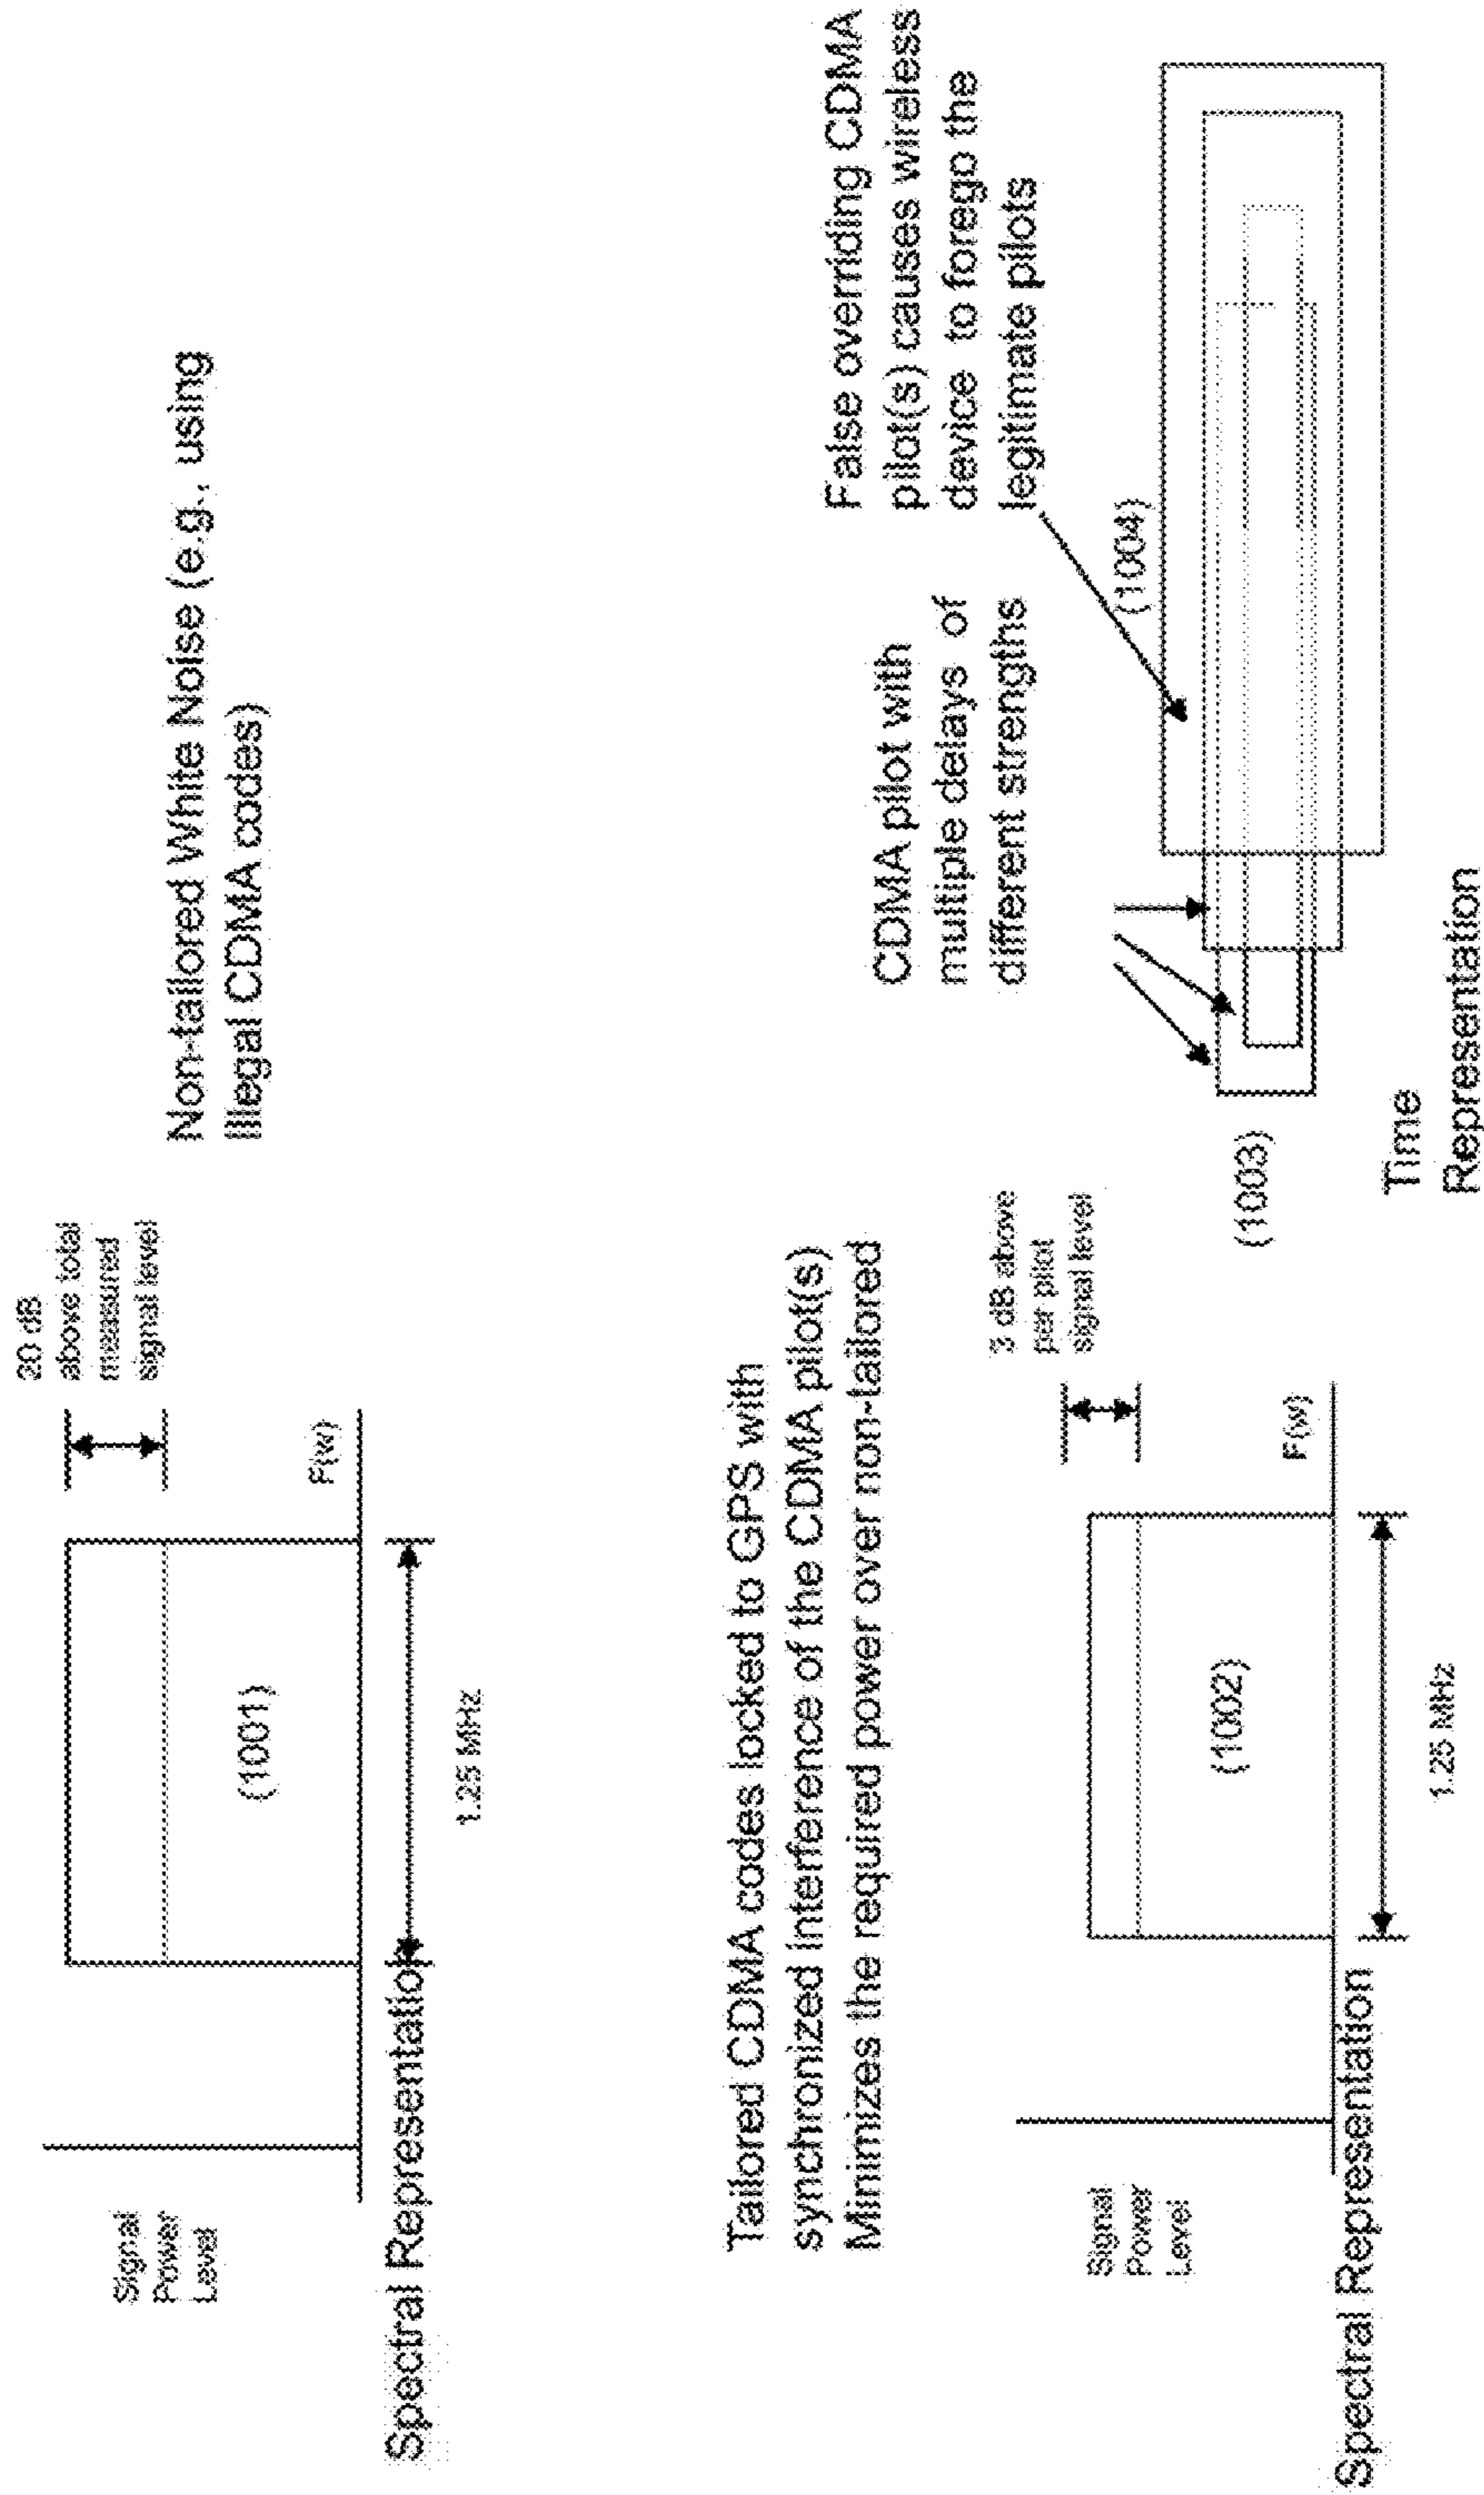 20 dB
above total
measured
signal level
Signal
Power
Level
(1001)
F(w)
Spectral Representation
1.25 MHz
Non-tailored White Noise (e.g., using
Illegal CDMA codes)
Tailored CDMA codes locked to GPS with
synchronized interference of the CDMA pilot(s)
Minimizes the required power over non-tailored
3 dB above
per pilot
signal level
Signal
Power
Level
(1002)
F(w)
Spectral Representation
1.25 MHz
CDMA pilot with
multiple delays of
different strengths
False overriding CDMA
pilot(s) causes wireless
device to forego the
legitimate pilots
(1004)
(1003)
Time
Representation